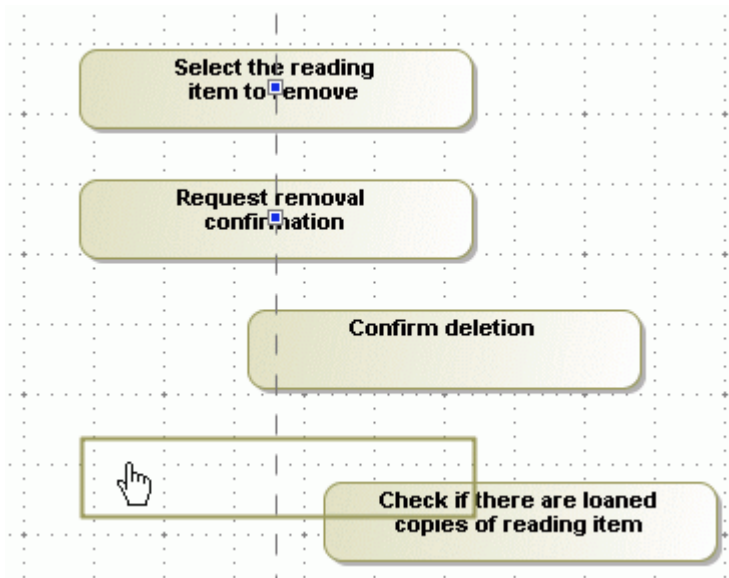 Select the reading
item to remove
Request removal
confirmation
Confirm deletion
Check if there are loaned
copies of reading item